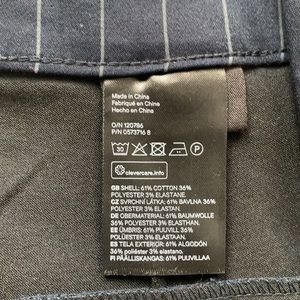 Made in China
Fabriqué en China
Hecho en China
O/N 120786
P/N 0573716 8
30
P
clevercare.info
GB SHELL: 61% COTTON 36%
POLYESTER 3% ELASTANE
CZ SVRCHNÍ LÁTKA: 61% BAVLNA 36%
POLYESTER 3% ELASTAN
DE OBERMATERIAL: 61% BAUMWOLLE
36% POLYESTER 3% ELASTHAN
EE ÜMBRIS: 61% PUUVILL 36%
POLÜESTER 3% ELASTAAN
ES TELA EXTERIOR: 61% ALGODÓN
36% poliéster 3% elastano
FI PÄÄLLISKANGAS: 61% PUUVILLAA